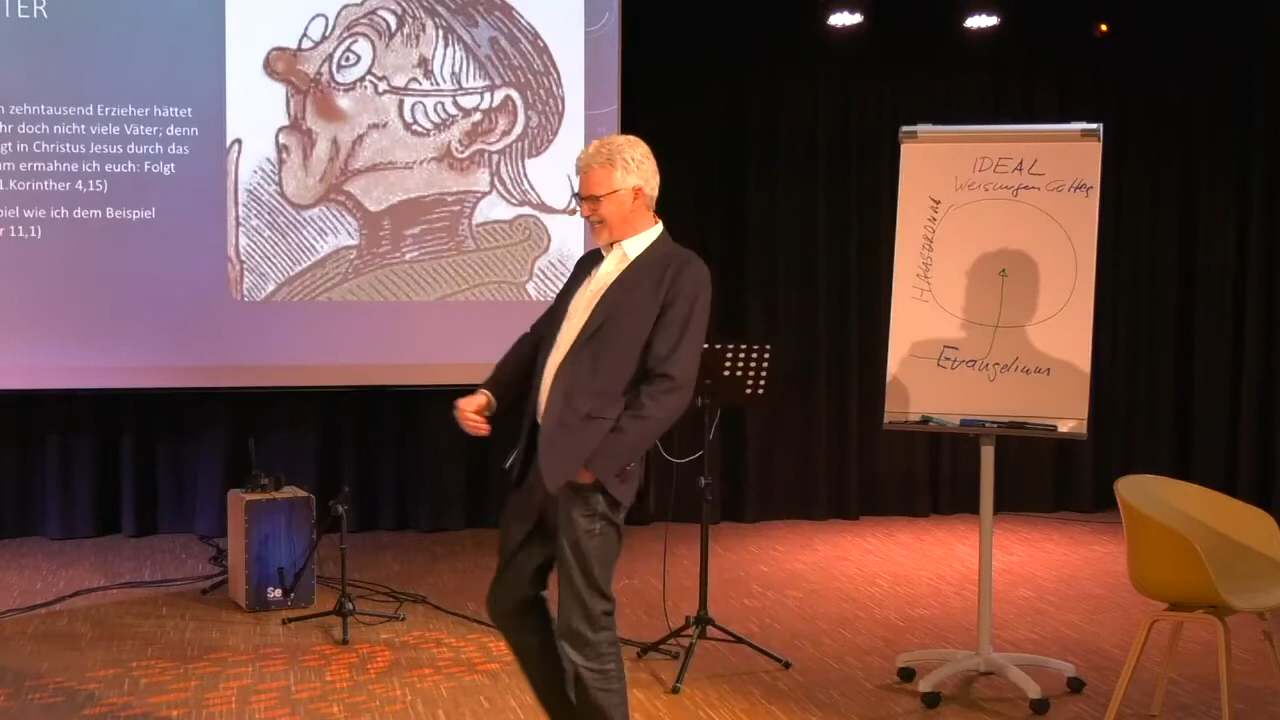 TER
n zehntausend Erzieher hättet
hr doch nicht viele Väter; denn
gt in Christus Jesus durch das
m ermahne ich euch: Folgt
1.Korinther 4,15)
piel wie ich dem Beispiel
r 11,1)
IDEAL
Weisungen Gottes
HAUSORDNUNG
Evangelium
Se